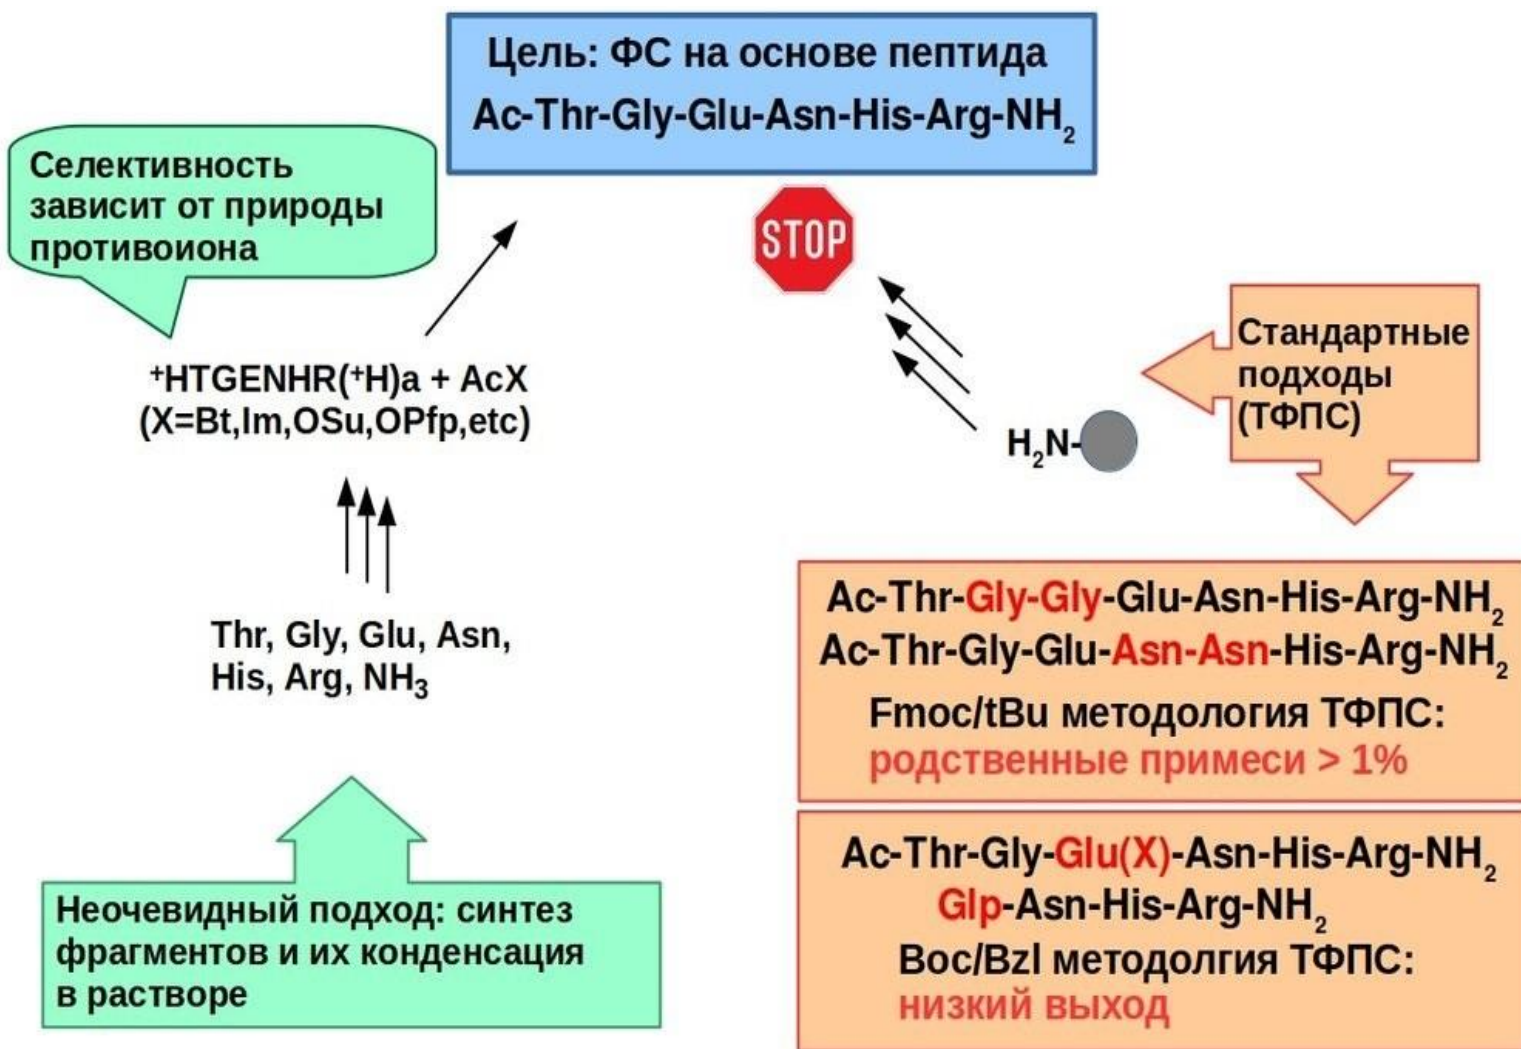 Цель: ФС на основе пептида
Ac-Thr-Gly-Glu-Asn-His-Arg-NH₂
Селективность
зависит от природы
противоиона
STOP
⁺HTGENHR(⁺H)a + AcX
(X=Bt,Im,OSu,OPfp,etc)
Стандартные
подходы
(ТФПС)
H₂N-
Thr, Gly, Glu, Asn,
His, Arg, NH₃
Ac-Thr-Gly-Gly-Glu-Asn-His-Arg-NH₂
Ac-Thr-Gly-Glu-Asn-Asn-His-Arg-NH₂
Fmoc/tBu методология ТФПС:
родственные примеси > 1%
Неочевидный подход: синтез
фрагментов и их конденсация
в растворе
Ac-Thr-Gly-Glu(X)-Asn-His-Arg-NH₂
Glp-Asn-His-Arg-NH₂
Boc/Bzl методолгия ТФПС:
низкий выход